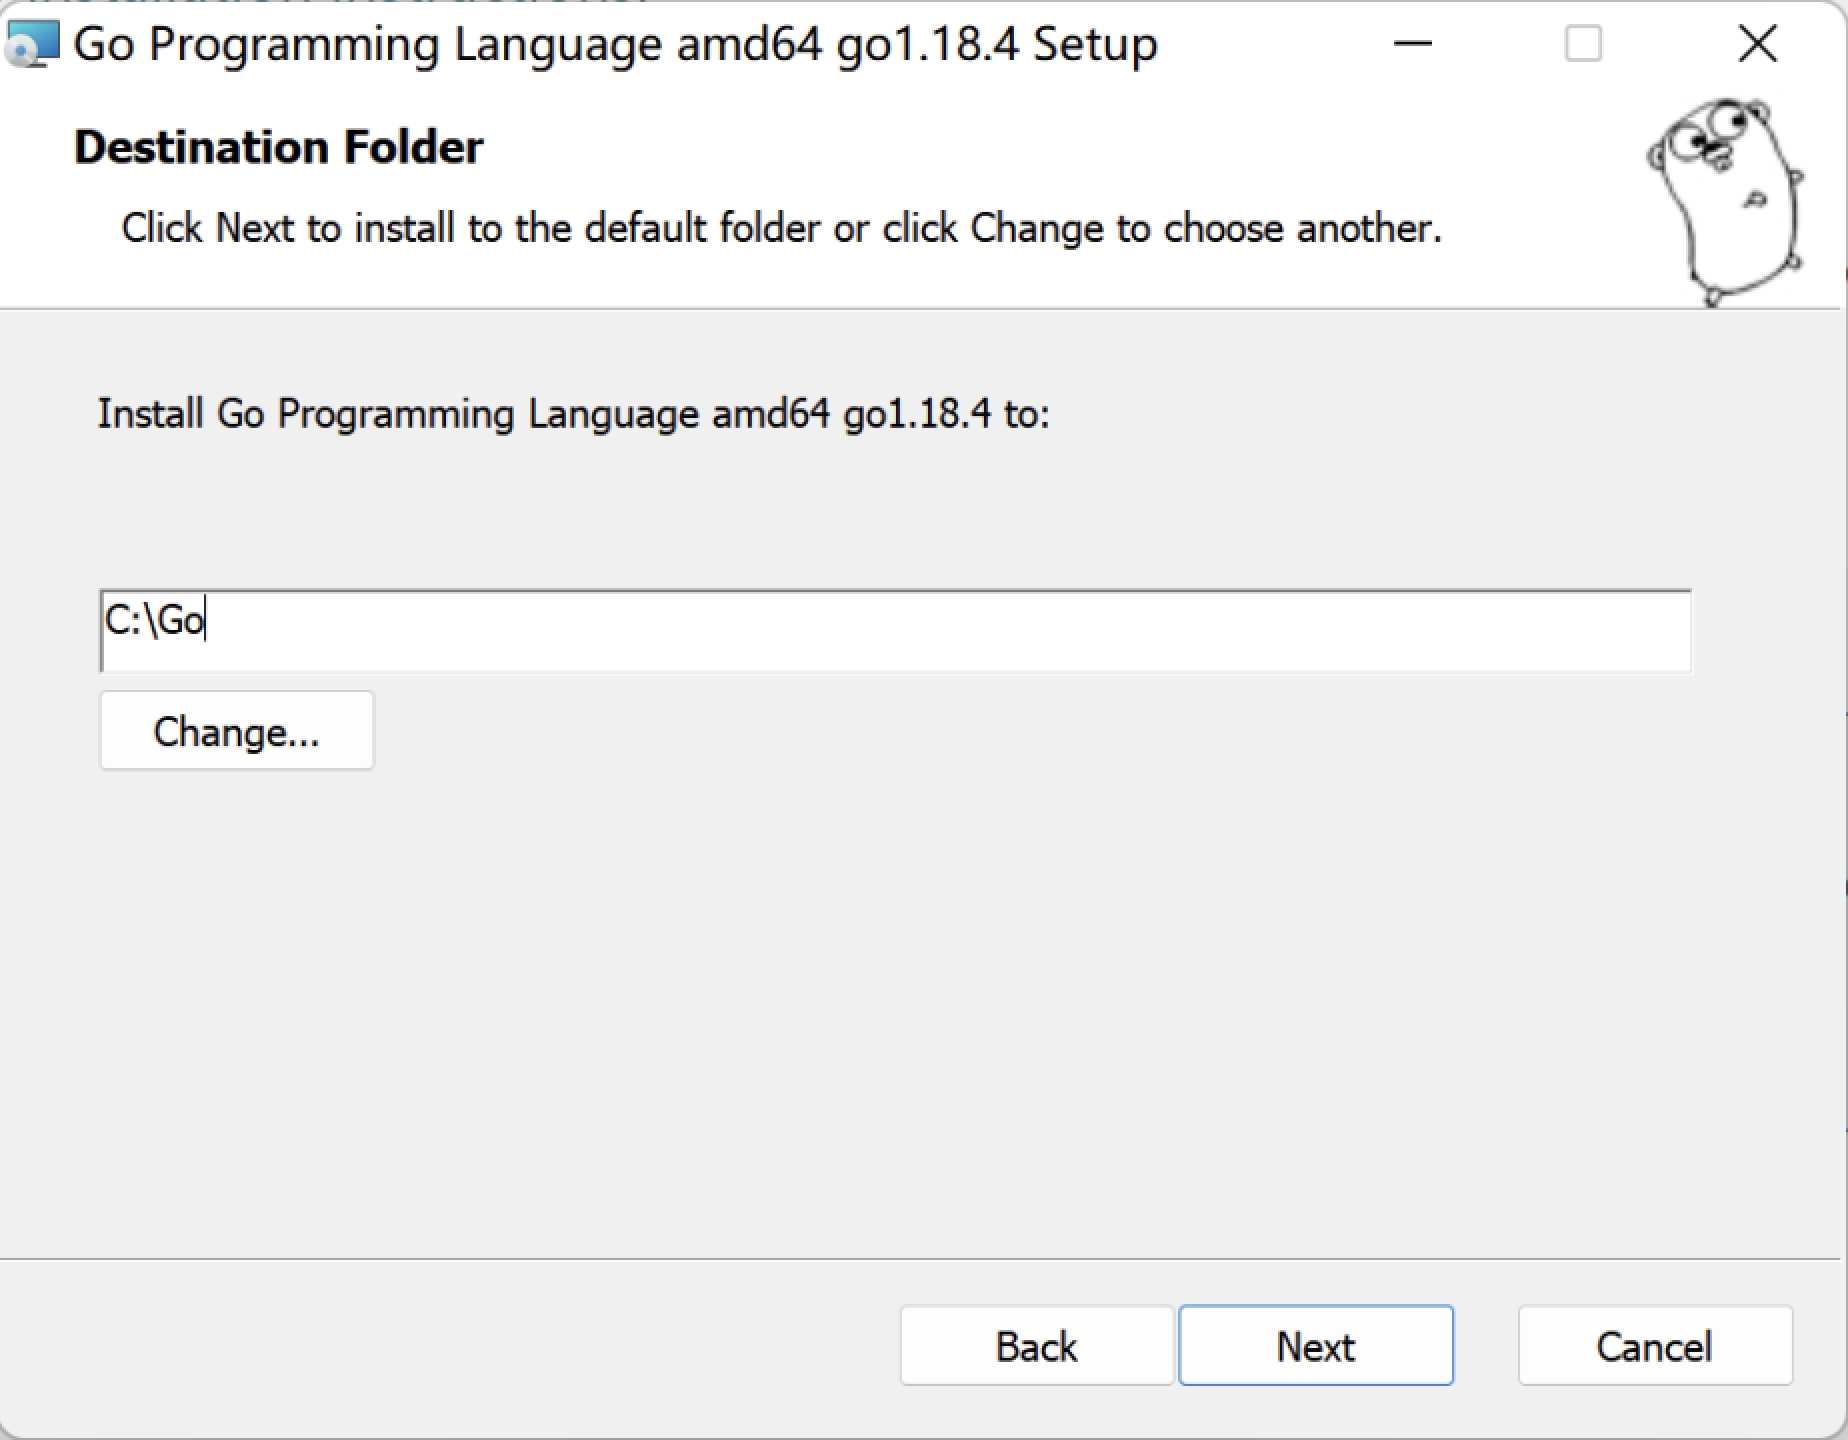 Go Programming Language amd64 go1.18.4 Setup
Destination Folder
Click Next to install to the default folder or click Change to choose another.
Install Go Programming Language amd64 go1.18.4 to:
C:\Go
Change...
Back Next Cancel